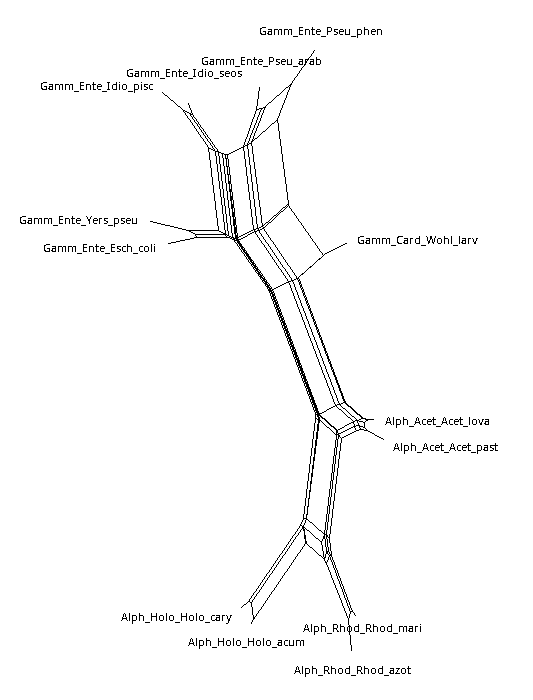 Gamm_Ente_Pseu_phen
Gamm_Ente_Pseu_arab
Gamm_Ente_Idio_seos
Gamm_Ente_Idio_pisc
Gamm_Ente_Yers_pseu
Gamm_Card_Wohl_larv
Gamm_Ente_Esch_coli
Alph_Acet_Acet_lova
Alph_Acet_Acet_past
Alph_Holo_Holo_cary
Alph_Rhod_Rhod_mari
Alph_Holo_Holo_acum
Alph_Rhod_Rhod_azot